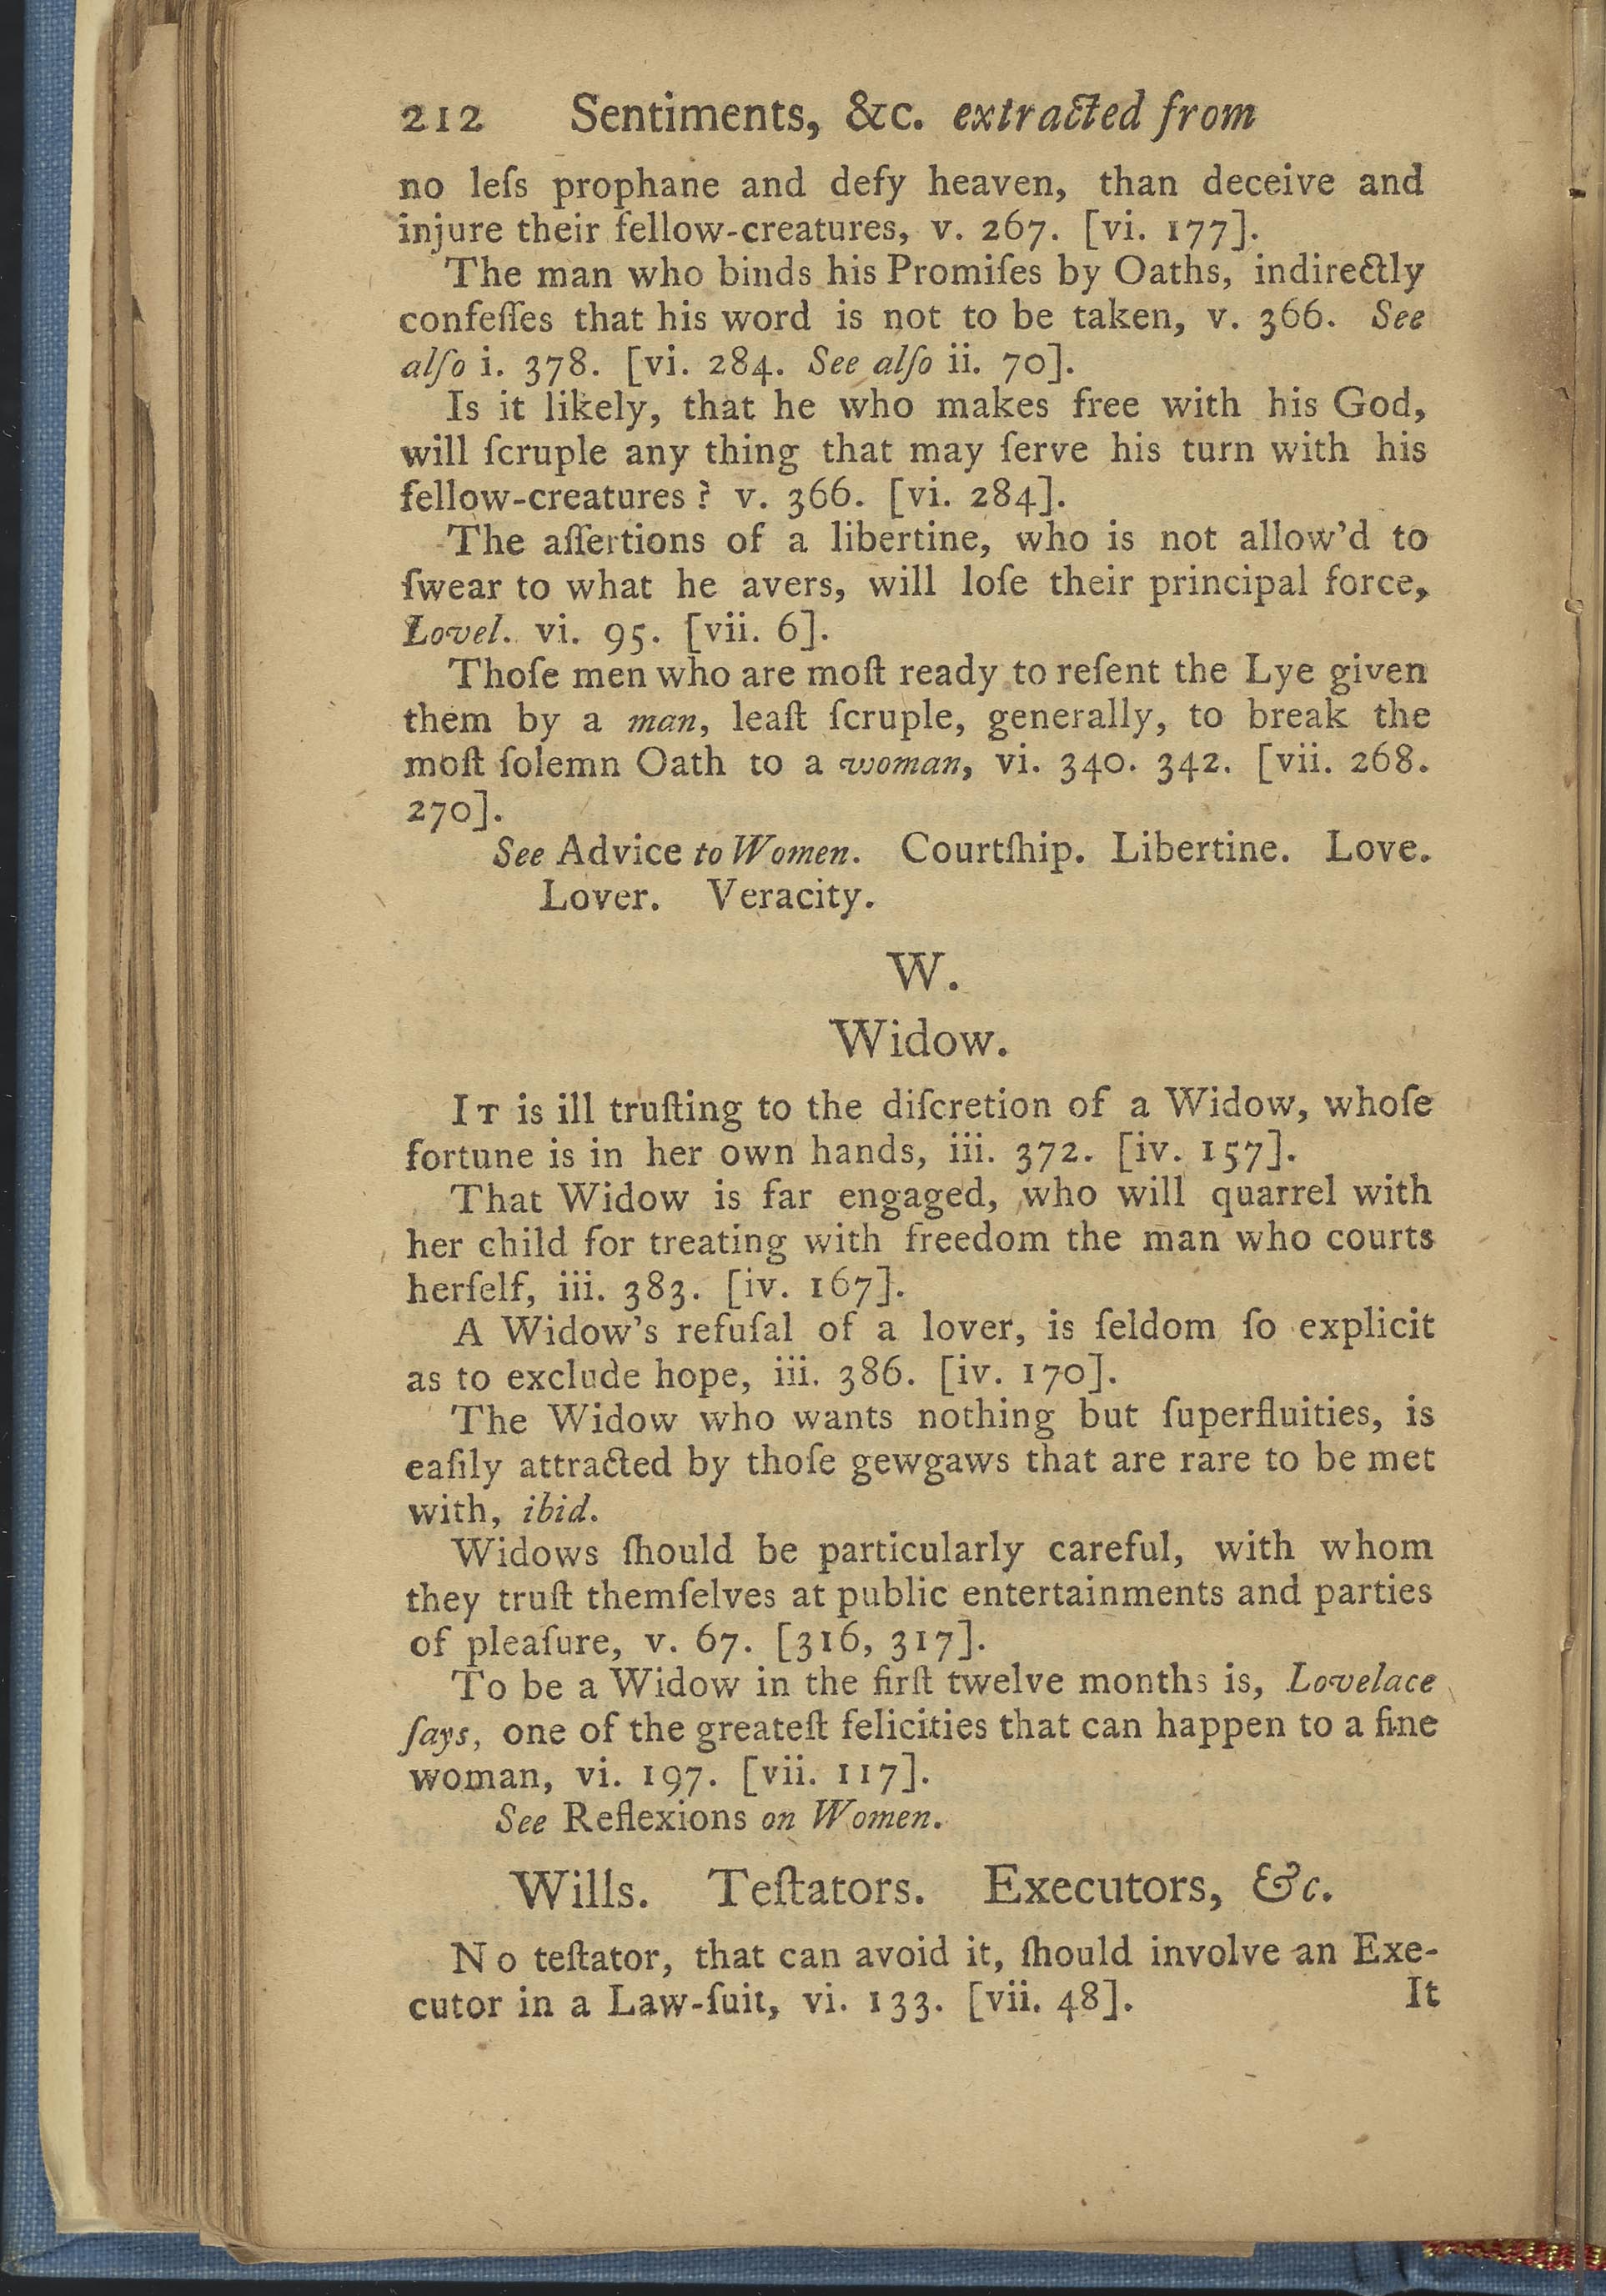 212 Sentiments, &c. extracted from
no leſs prophane and defy heaven, than deceive and
injure their fellow-creatures, v. 267. [vi. 177].
The man who binds his Promiſes by Oaths, indirectly
confeſſes that his word is not to be taken, v. 366. See
alſo i. 378. [vi. 284. See alſo ii. 70].
Is it likely, that he who makes free with his God,
will ſcruple any thing that may ſerve his turn with his
fellow-creatures? v. 366. [vi. 284].
The aſſertions of a libertine, who is not allow'd to
ſwear to what he avers, will loſe their principal force,
Lovel. vi. 95. [vii. 6].
Thoſe men who are moſt ready to reſent the Lye given
them by a man, leaſt ſcruple, generally, to break the
moſt ſolemn Oath to a woman, vi. 340. 342. [vii. 268.
270].
See Advice to Women. Courtſhip. Libertine. Love.
Lover. Veracity.
W.
Widow.
IT is ill truſting to the diſcretion of a Widow, whoſe
fortune is in her own hands, iii. 372. [iv. 157].
That Widow is far engaged, who will quarrel with
her child for treating with freedom the man who courts
herſelf, iii. 383. [iv. 167].
A Widow's refuſal of a lover, is ſeldom ſo explicit
as to exclude hope, iii. 386. [iv. 170].
The Widow who wants nothing but ſuperfluities, is
eaſily attracted by thoſe gewgaws that are rare to be met
with, ibid.
Widows ſhould be particularly careful, with whom
they truſt themſelves at public entertainments and parties
of pleaſure, v. 67. [316, 317].
To be a Widow in the firſt twelve months is, Lovelace
ſays, one of the greateſt felicities that can happen to a fine
woman, vi. 197. [vii. 117].
See Reflexions on Women.
Wills. Teſtators. Executors, &c.
No teſtator, that can avoid it, ſhould involve an Exe-
cutor in a Law-ſuit, vi. 133. [vii. 48]. It